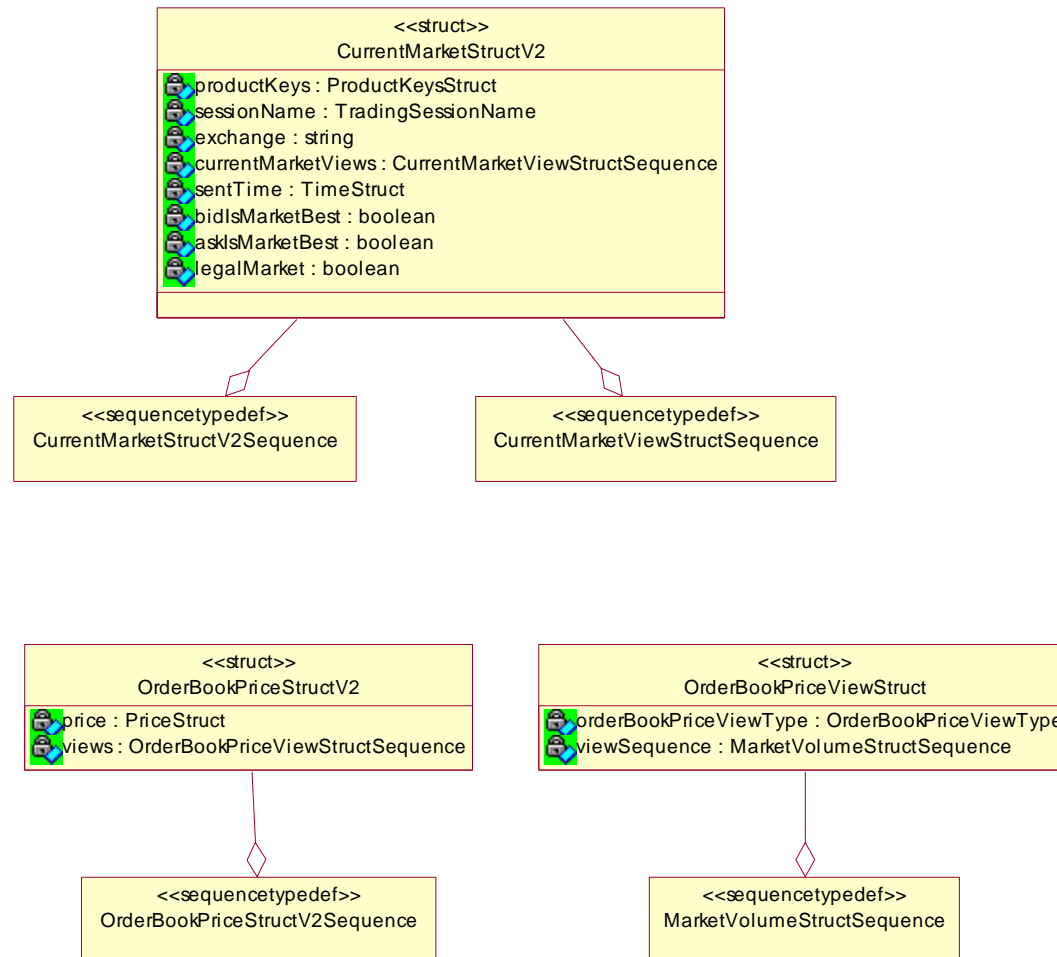 <<struct>>
CurrentMarketStructV2
productKeys : ProductKeysStruct
sessionName : TradingSessionName
exchange : string
currentMarketViews : CurrentMarketViewStructSequence
sentTime : TimeStruct
bidIsMarketBest : boolean
askIsMarketBest : boolean
legalMarket : boolean
<<sequencetypedef>>
CurrentMarketStructV2Sequence
<<sequencetypedef>>
CurrentMarketViewStructSequence
<<struct>>
OrderBookPriceStructV2
price : PriceStruct
views : OrderBookPriceViewStructSequence
<<struct>>
OrderBookPriceViewStruct
orderBookPriceViewType : OrderBookPriceViewType
viewSequence : MarketVolumeStructSequence
<<sequencetypedef>>
OrderBookPriceStructV2Sequence
<<sequencetypedef>>
MarketVolumeStructSequence